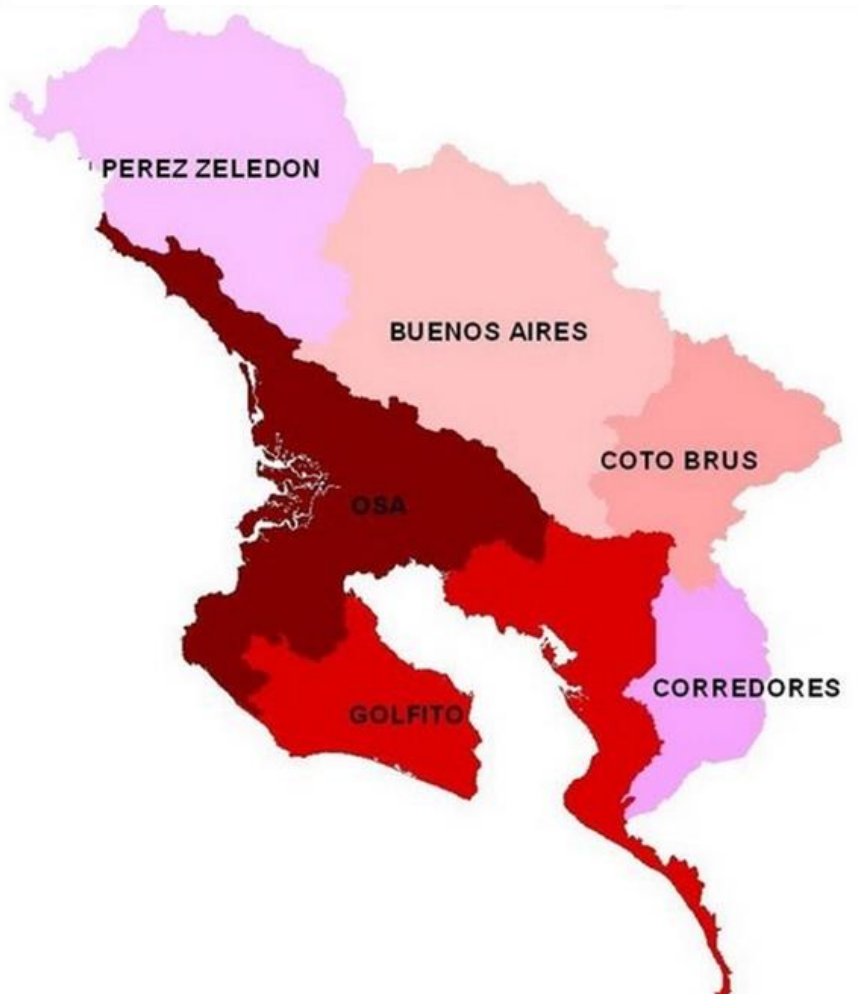 PEREZ ZELEDON
BUENOS AIRES
COTO BRUS
OSA
CORREDORES
GOLFITO